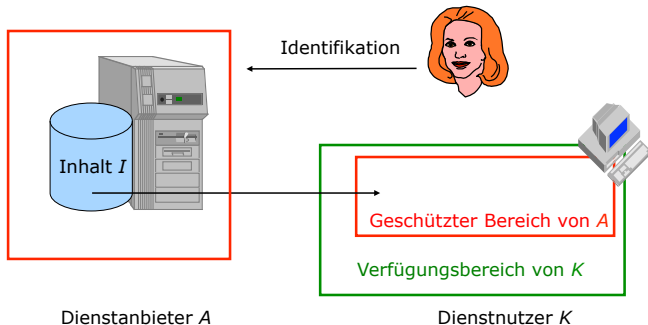 Identifikation
Inhalt I
Geschützter Bereich von A
Verfügungsbereich von K
Dienstanbieter A
Dienstnutzer K